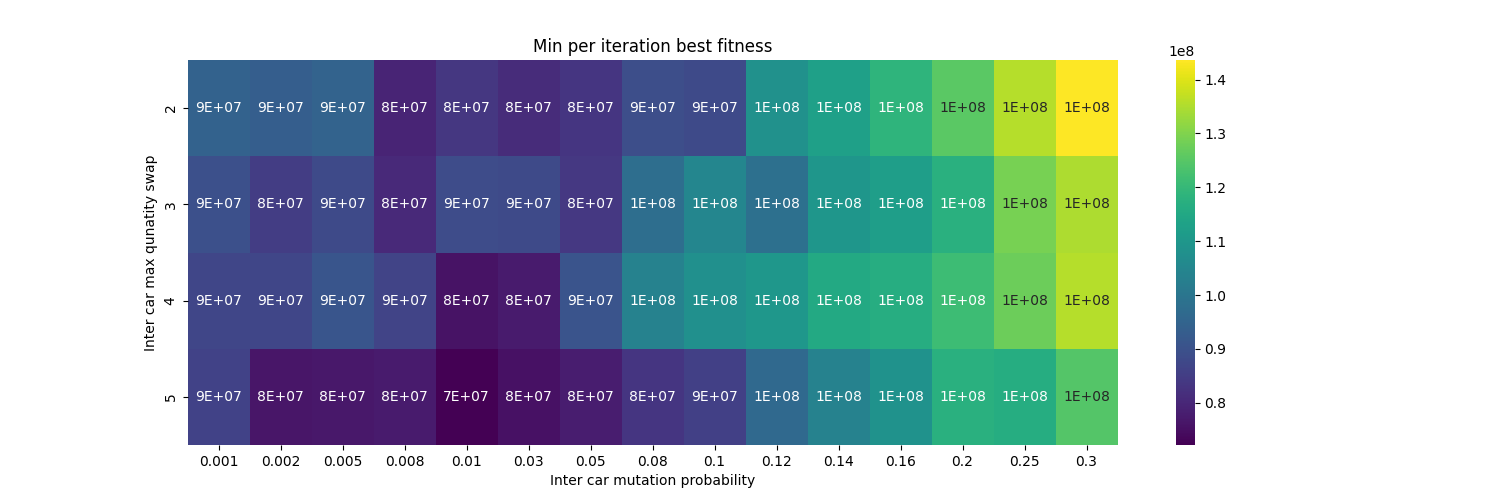 Min per iteration best fitness
1e8
2 9E+07 9E+07 9E+07 8E+07 8E+07 8E+07 8E+07 9E+07 9E+07 1E+08 1E+08 1E+08 1E+08 1E+08 1E+08
3 9E+07 8E+07 9E+07 8E+07 9E+07 9E+07 8E+07 1E+08 1E+08 1E+08 1E+08 1E+08 1E+08 1E+08 1E+08
4 9E+07 9E+07 9E+07 9E+07 8E+07 8E+07 9E+07 1E+08 1E+08 1E+08 1E+08 1E+08 1E+08 1E+08 1E+08
5 9E+07 8E+07 8E+07 8E+07 7E+07 8E+07 8E+07 8E+07 9E+07 1E+08 1E+08 1E+08 1E+08 1E+08 1E+08
0.001 0.002 0.005 0.008 0.01 0.03 0.05 0.08 0.1 0.12 0.14 0.16 0.2 0.25 0.3
Inter car mutation probability
Inter car max qunatity swap
1.4
1.3
1.2
1.1
1.0
0.9
0.8